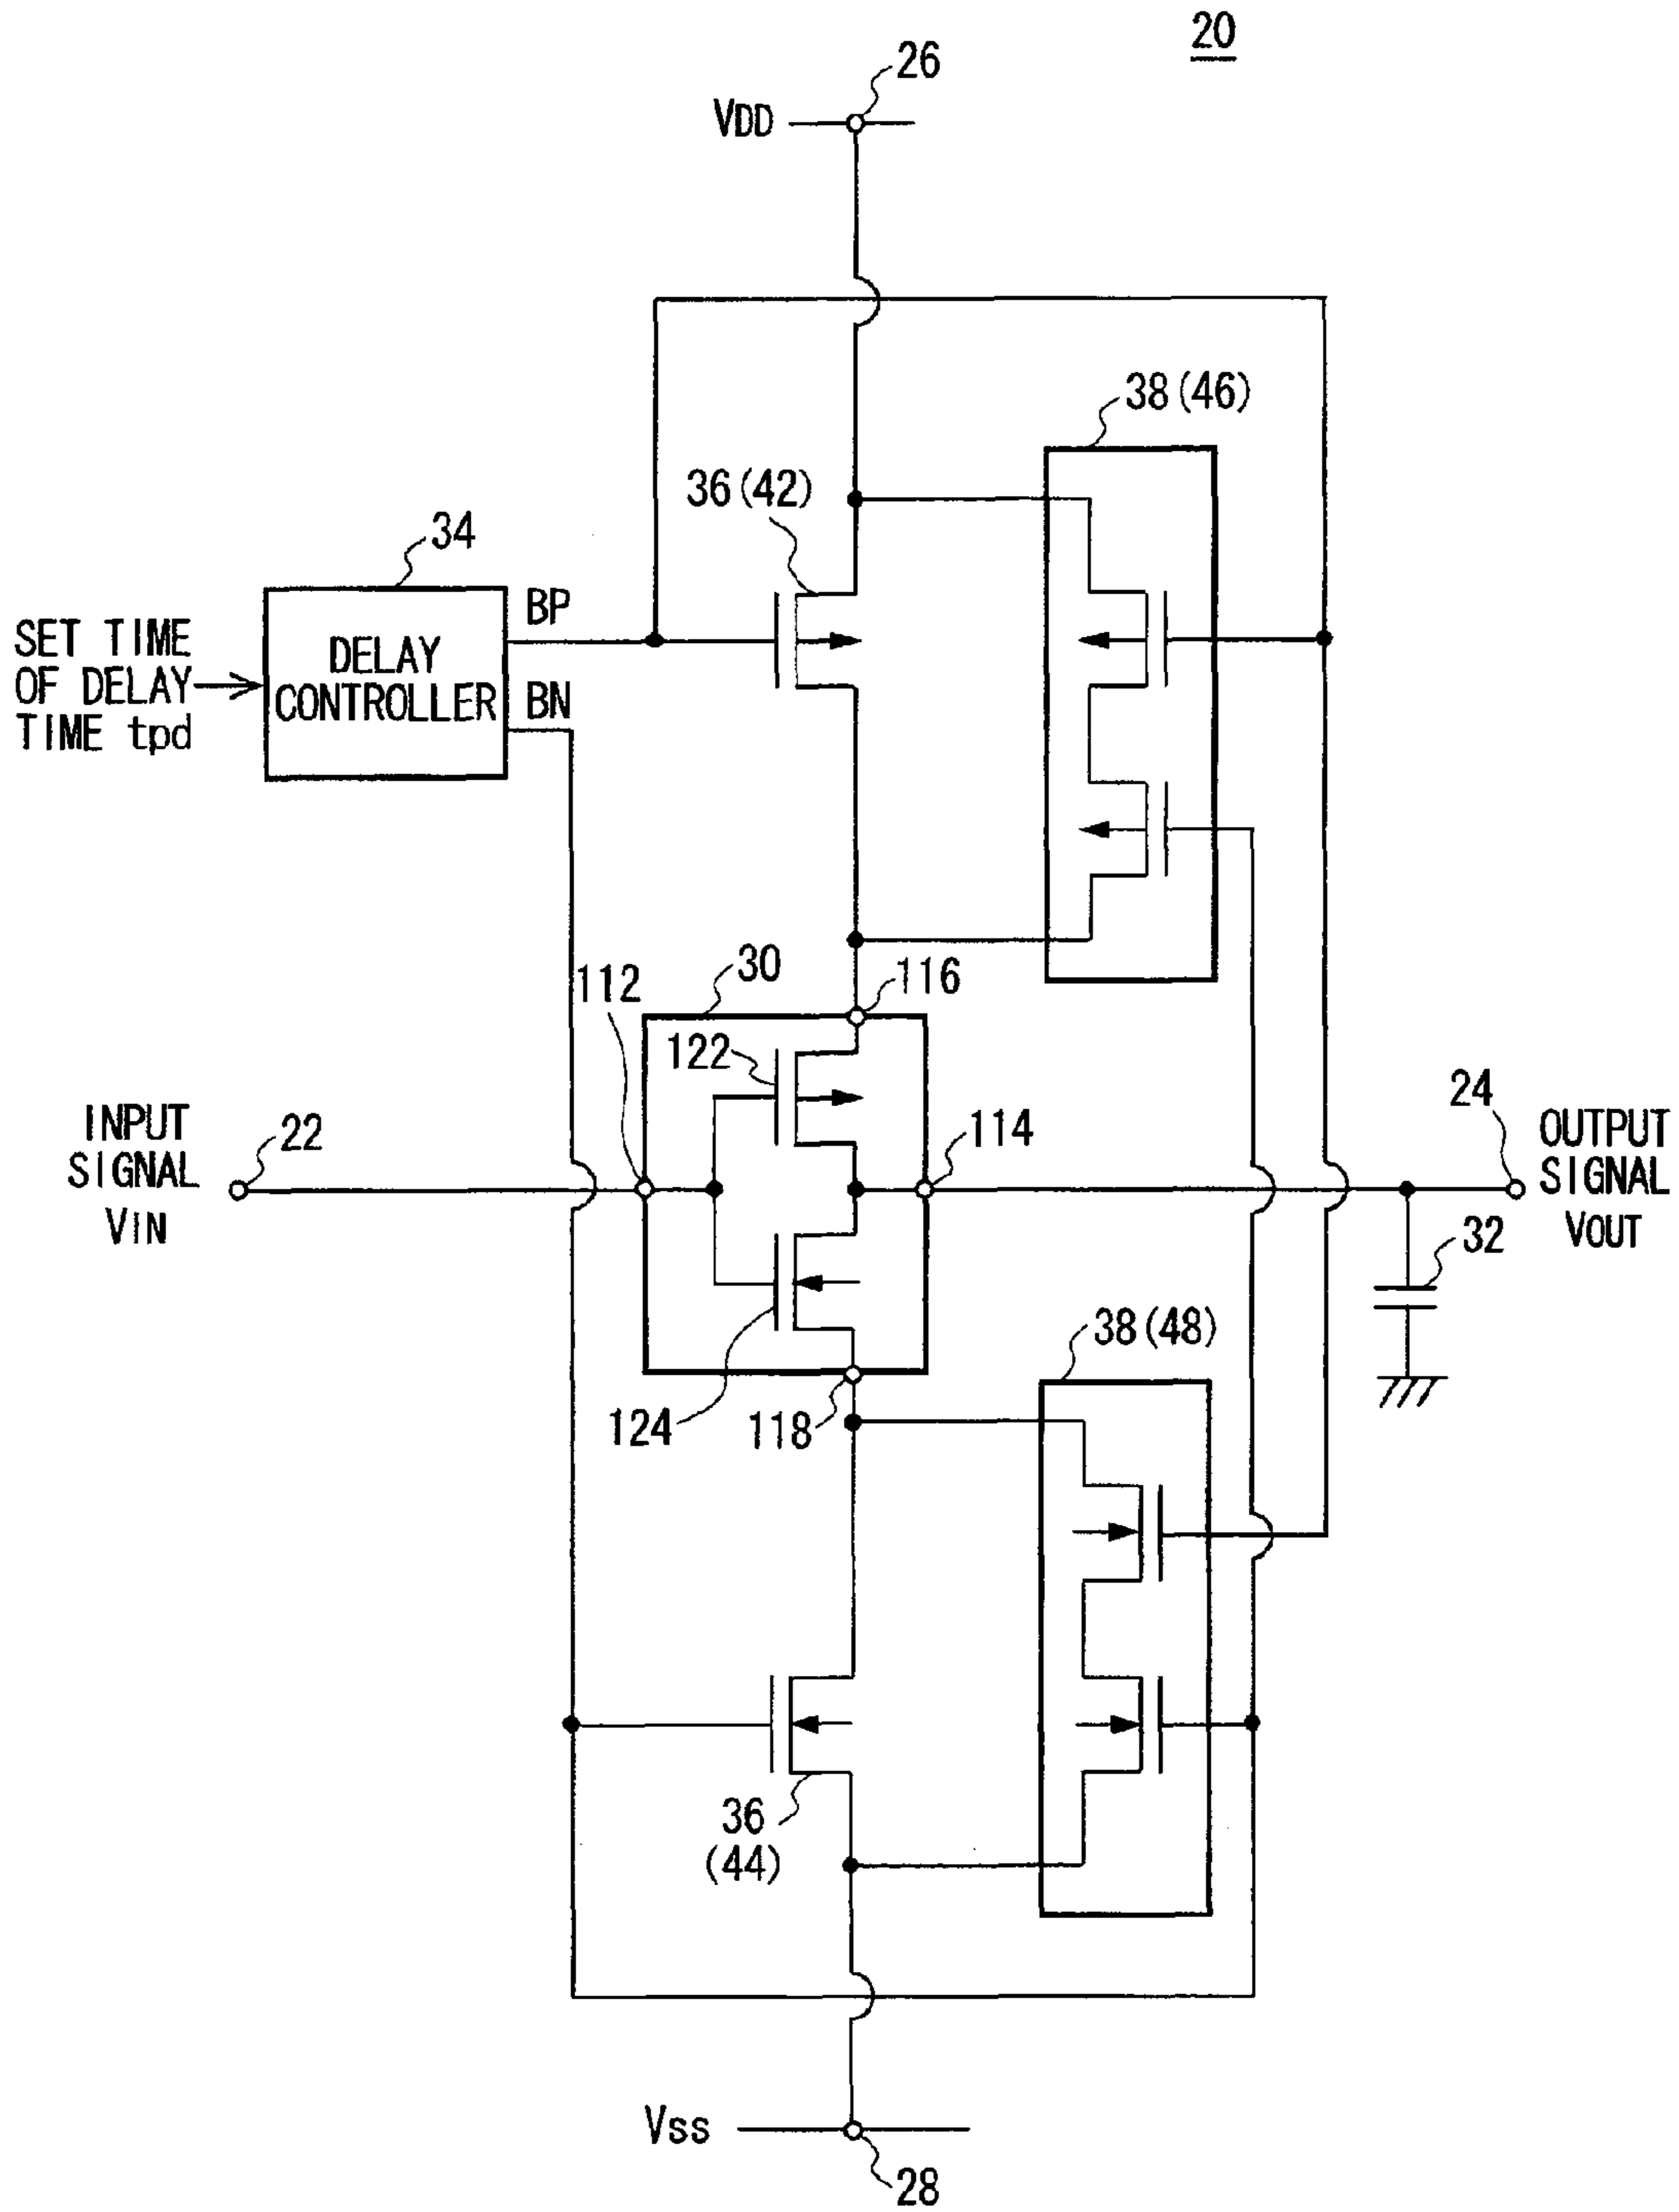 20
26
VDD
38(46)
36(42)
34
BP
SET TIME
OF DELAY
TIME tpd
DELAY
CONTROLLER
BN
30
112
116
122
24
INPUT
SIGNAL
VIN
22
114
OUTPUT
SIGNAL
VOUT
32
38(48)
124
118
36
(44)
Vss
28